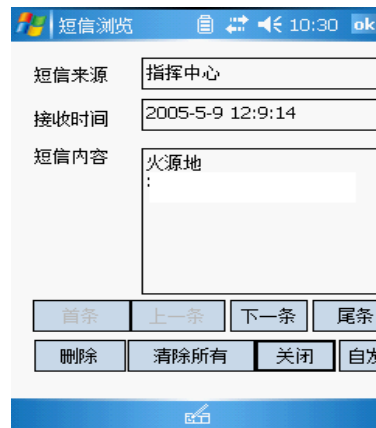 短信浏览 10:30 ok
短信来源 指挥中心
接收时间 2005-5-9 12:9:14
短信内容 火源地
:
首条 上一条 下一条 尾条
删除 清除所有 关闭 自发